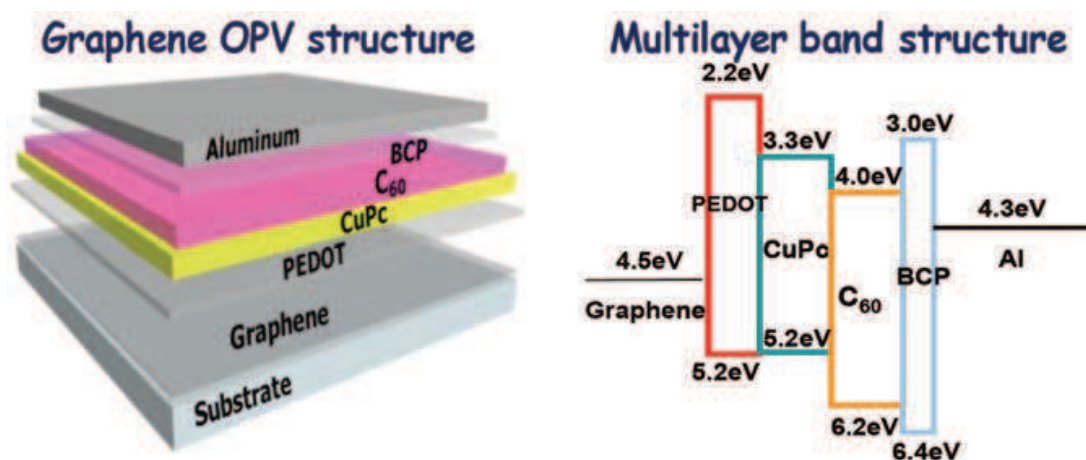 Graphene OPV structure
Aluminum
BCP
C₆₀
CuPc
PEDOT
Graphene
Substrate
Multilayer band structure
2.2eV
3.3eV
3.0eV
4.0eV
PEDOT
4.3eV
4.5eV
CuPc
BCP
Al
Graphene
C₆₀
5.2eV
5.2eV
6.2eV
6.4eV